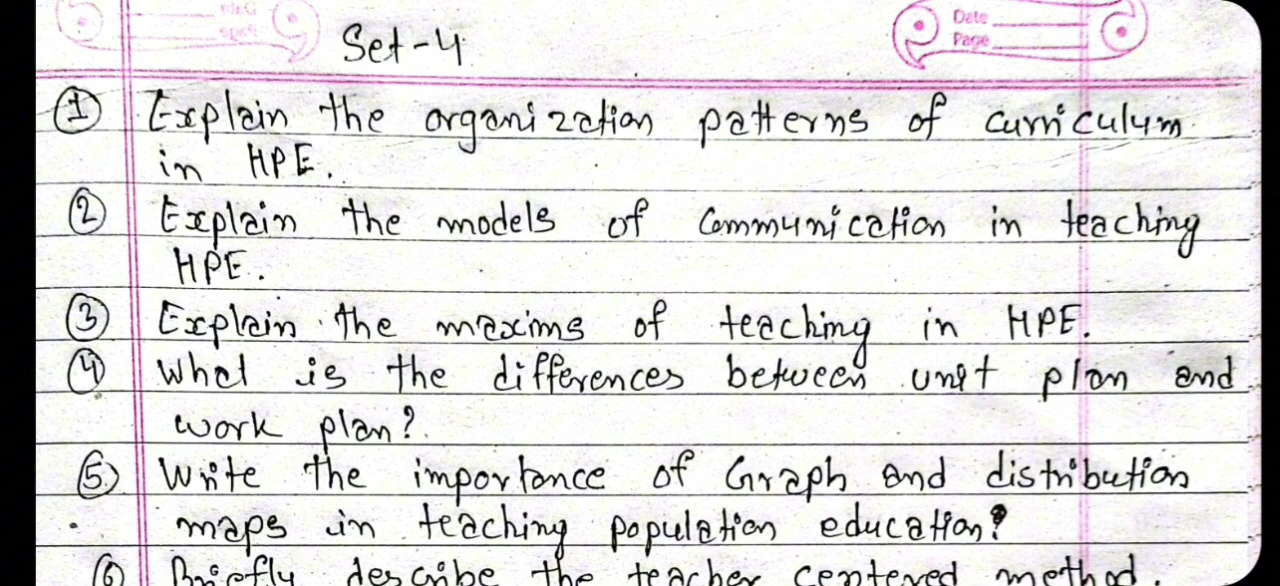 Set-4
Date
Page
① Explain the organization patterns of curriculum
in HPE.
② Explain the models of Communication in teaching
HPE.
③ Explain the maxims of teaching in HPE.
④ What is the differences between unit plan and
work plan?
⑤ Write the importance of Graph and distribution
maps in teaching population education?
⑥ Briefly describe the teacher centered method